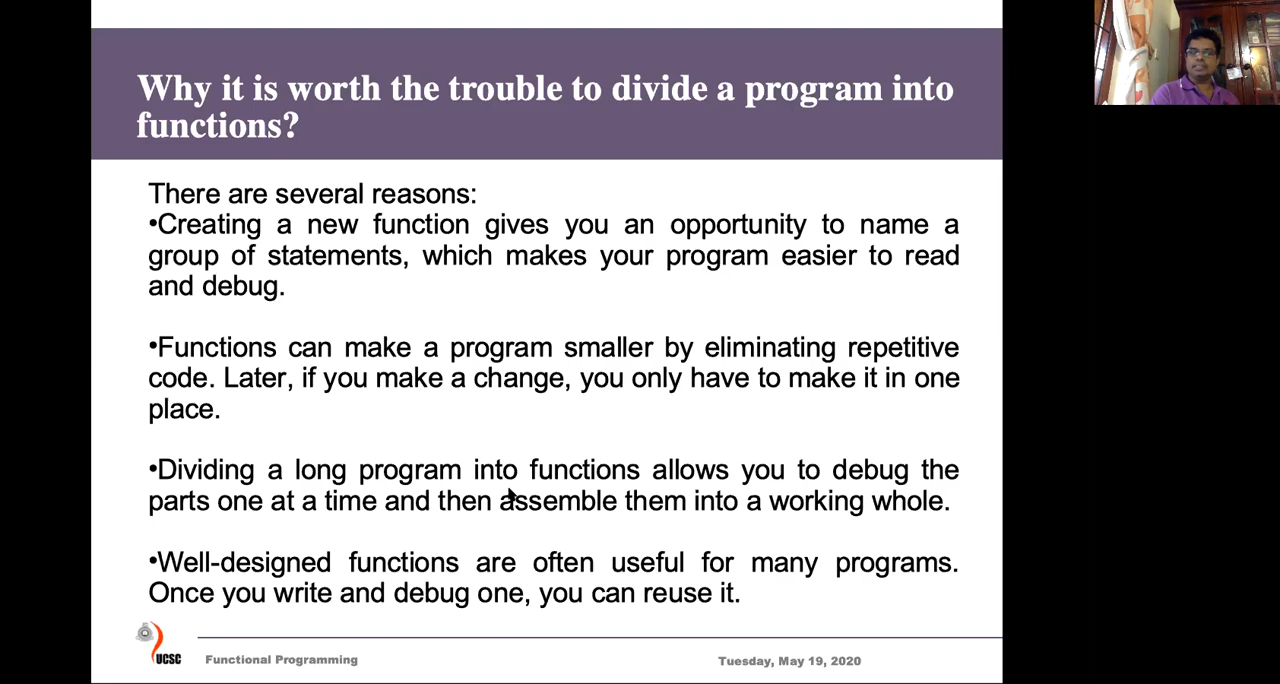 Why it is worth the trouble to divide a program into
functions?
There are several reasons:
•Creating a new function gives you an opportunity to name a
group of statements, which makes your program easier to read
and debug.
•Functions can make a program smaller by eliminating repetitive
code. Later, if you make a change, you only have to make it in one
place.
•Dividing a long program into functions allows you to debug the
parts one at a time and then assemble them into a working whole.
•Well-designed functions are often useful for many programs.
Once you write and debug one, you can reuse it.
UCSC
Functional Programming
Tuesday, May 19, 2020